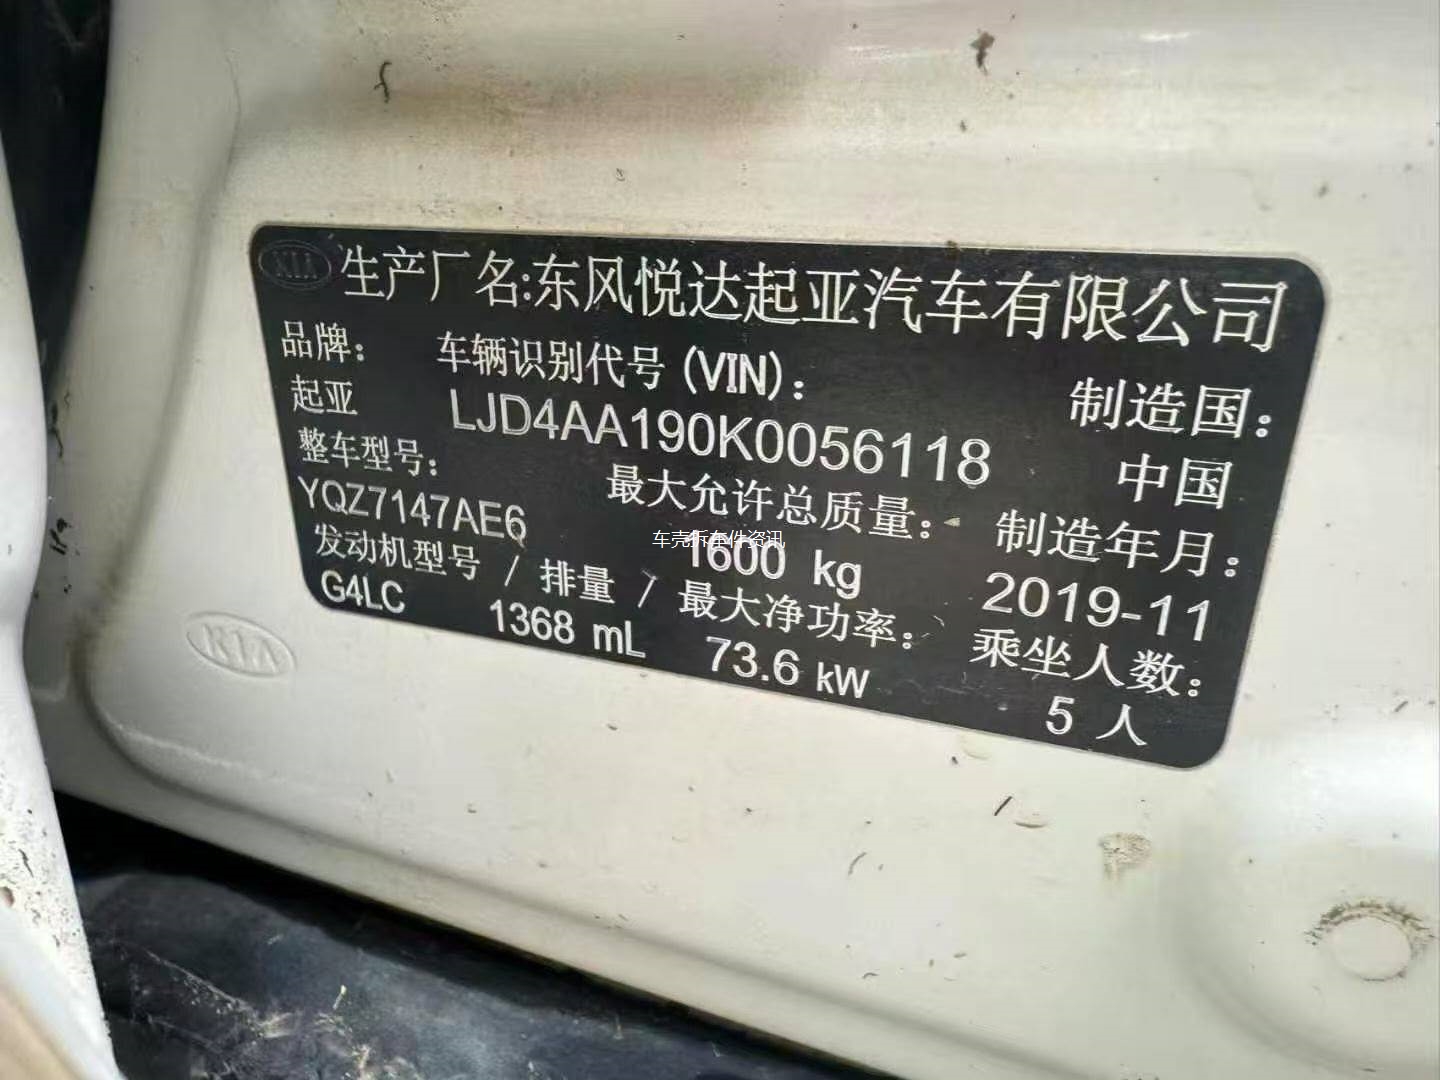 KIA
生产厂名:东风悦达起亚汽车有限公司
品牌:
起亚
车辆识别代号 (VIN):
LJD4AA190K0056118
制造国:
中国
整车型号:
YQZ7147AE6
最大允许总质量:
1600 kg
制造年月:
2019-11
发动机型号 / 排量 / 最大净功率:
G4LC 1368 mL 73.6 kW
乘坐人数:
5 人
KIA
车壳拆车件资讯